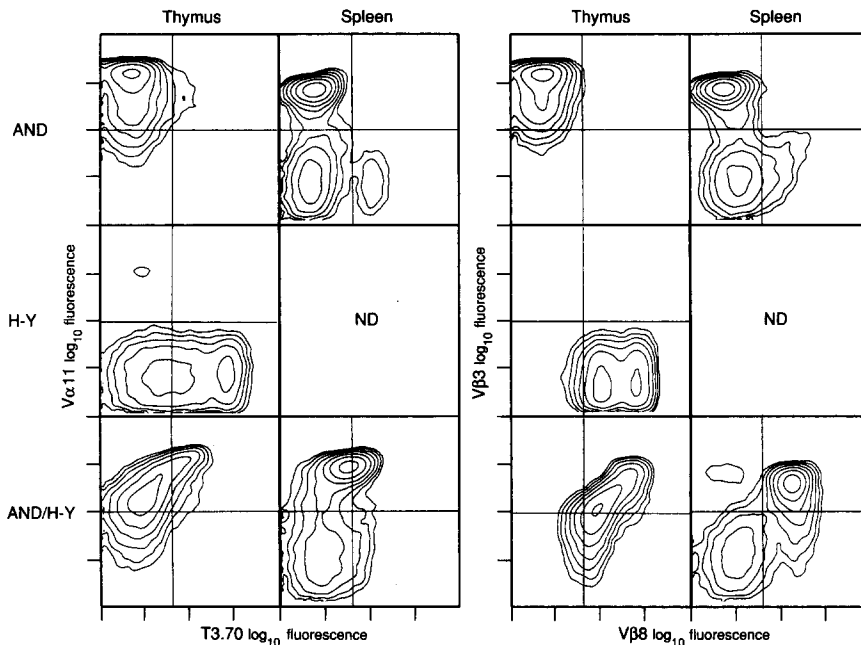 Thymus Spleen Thymus Spleen
AND
H-Y
AND/H-Y
Vα11 log10 fluorescence
ND
Vβ3 log10 fluorescence
ND
T3.70 log10 fluorescence
Vβ8 log10 fluorescence